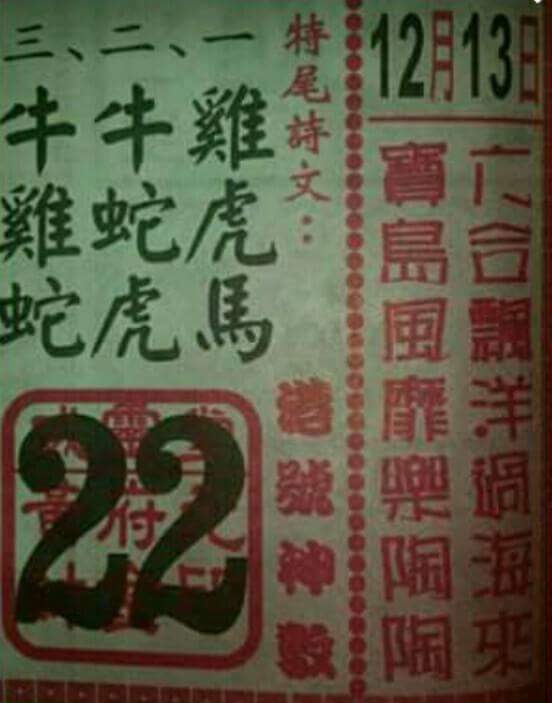 12月13日
六合飄洋過海來
寶島風靡樂陶陶
特尾詩文：
港號神數
一、雞虎馬
二、牛蛇虎
三、牛雞蛇
22